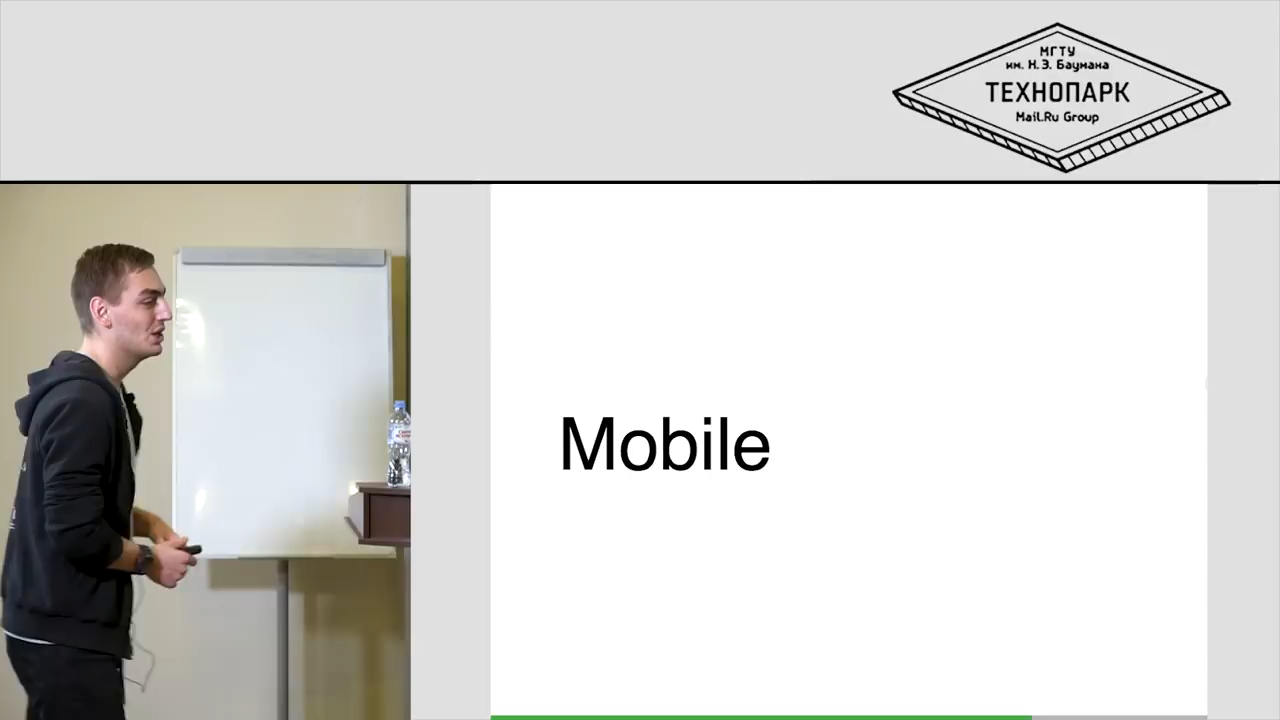 МГТУ
им. Н.Э. Баумана
ТЕХНОПАРК
Mail.Ru Group
Mobile